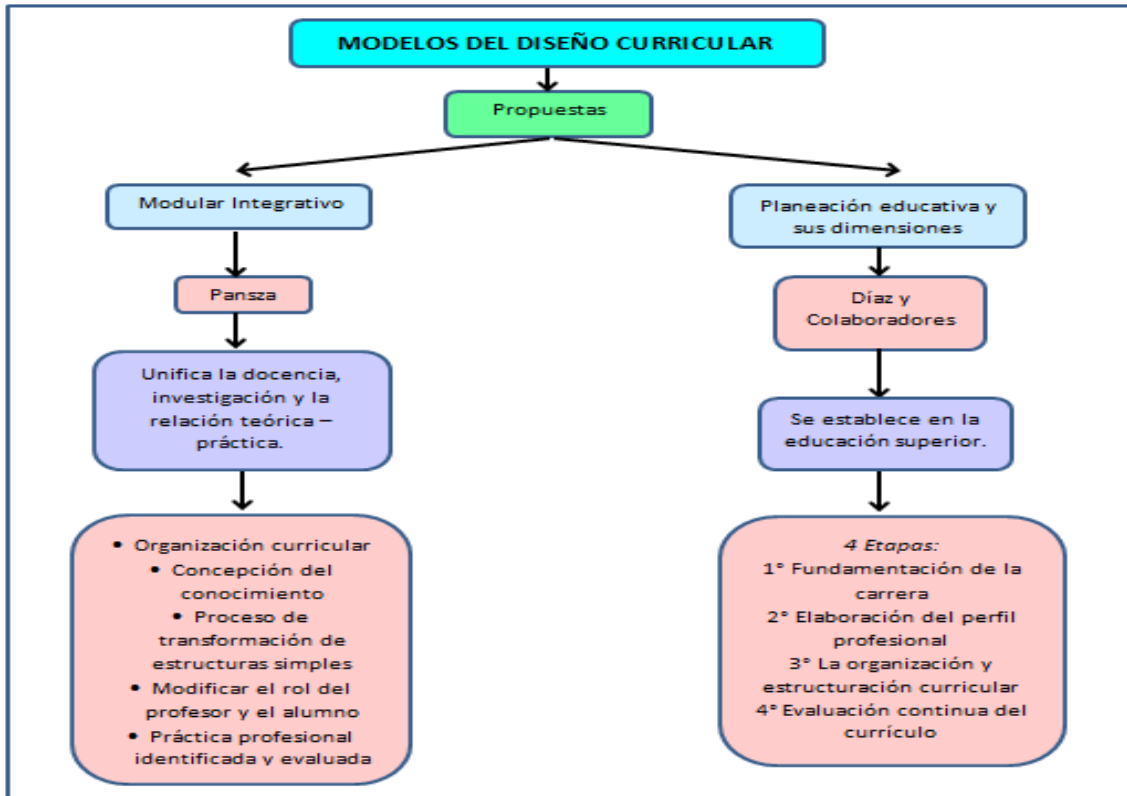 MODELOS DEL DISEÑO CURRICULAR
Propuestas
Modular Integrativo
Pansza
Unifica la docencia,
investigación y la
relación teórica –
práctica.
• Organización curricular
• Concepción del
conocimiento
• Proceso de
transformación de
estructuras simples
• Modificar el rol del
profesor y el alumno
• Práctica profesional
identificada y evaluada
Planeación educativa y
sus dimensiones
Díaz y
Colaboradores
Se establece en la
educación superior.
4 Etapas:
1° Fundamentación de la
carrera
2° Elaboración del perfil
profesional
3° La organización y
estructuración curricular
4° Evaluación continua del
currículo